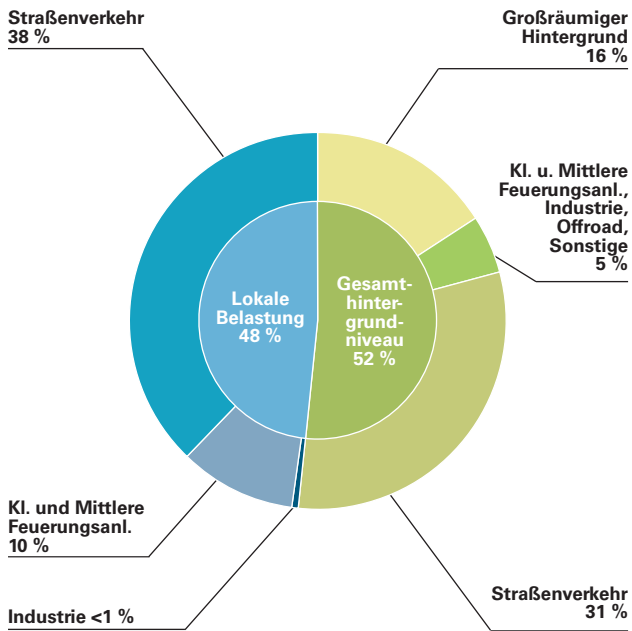 Straßenverkehr
38 %
Großräumiger
Hintergrund
16 %
Kl. u. Mittlere
Feuerungsanl.,
Industrie,
Offroad,
Sonstige
5 %
Lokale
Belastung
48 %
Gesamt-
hinter-
grund-
niveau
52 %
Kl. und Mittlere
Feuerungsanl.
10 %
Industrie <1 %
Straßenverkehr
31 %